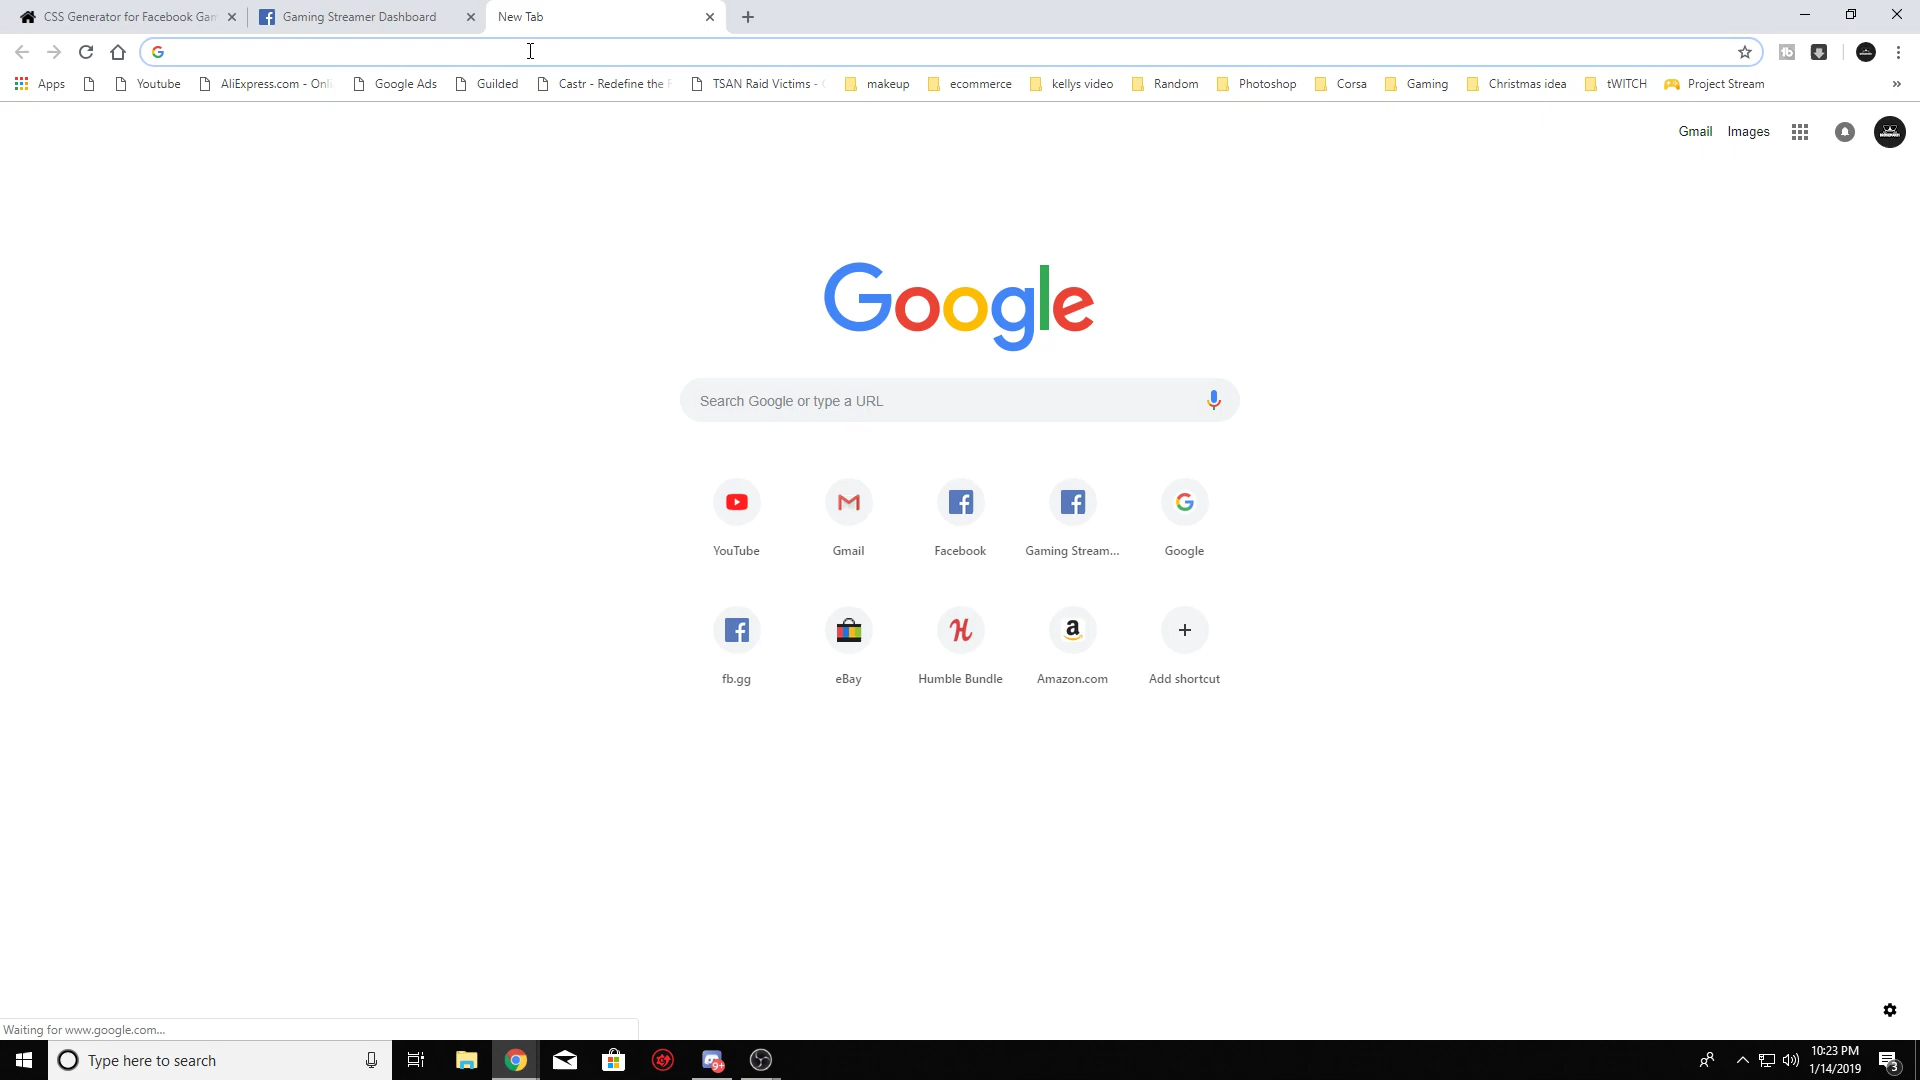 CSS Generator for Facebook Gam
Gaming Streamer Dashboard
New Tab
Apps
Youtube
AliExpress.com - Onli
Google Ads
Guilded
Castr - Redefine the F
TSAN Raid Victims -
makeup
ecommerce
kellys video
Random
Photoshop
Corsa
Gaming
Christmas idea
tWITCH
Project Stream
»
Gmail
Images
Google
Search Google or type a URL
YouTube
Gmail
Facebook
Gaming Stream...
Google
fb.gg
eBay
Humble Bundle
Amazon.com
Add shortcut
Waiting for www.google.com...
Type here to search
9+
10:23 PM
1/14/2019
3